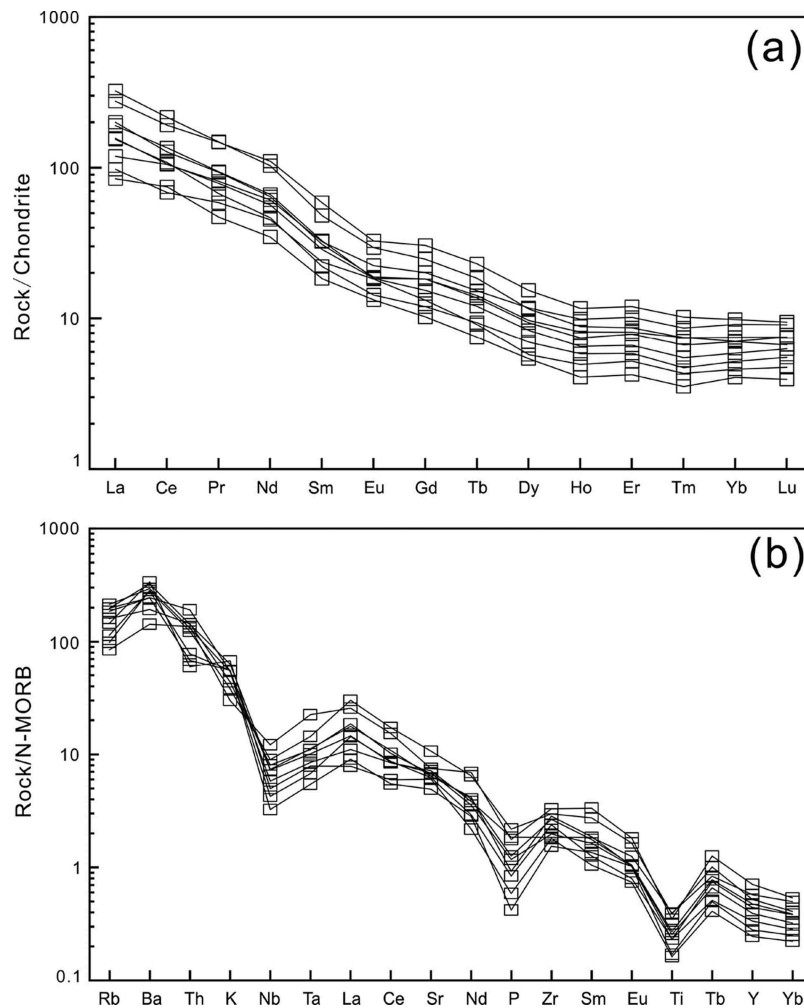 (a)
1000
100
10
1
Rock/Chondrite
La Ce Pr Nd Sm Eu Gd Tb Dy Ho Er Tm Yb Lu
(b)
1000
100
10
1
0.1
Rock/N-MORB
Rb Ba Th K Nb Ta La Ce Sr Nd P Zr Sm Eu Ti Tb Y Yb